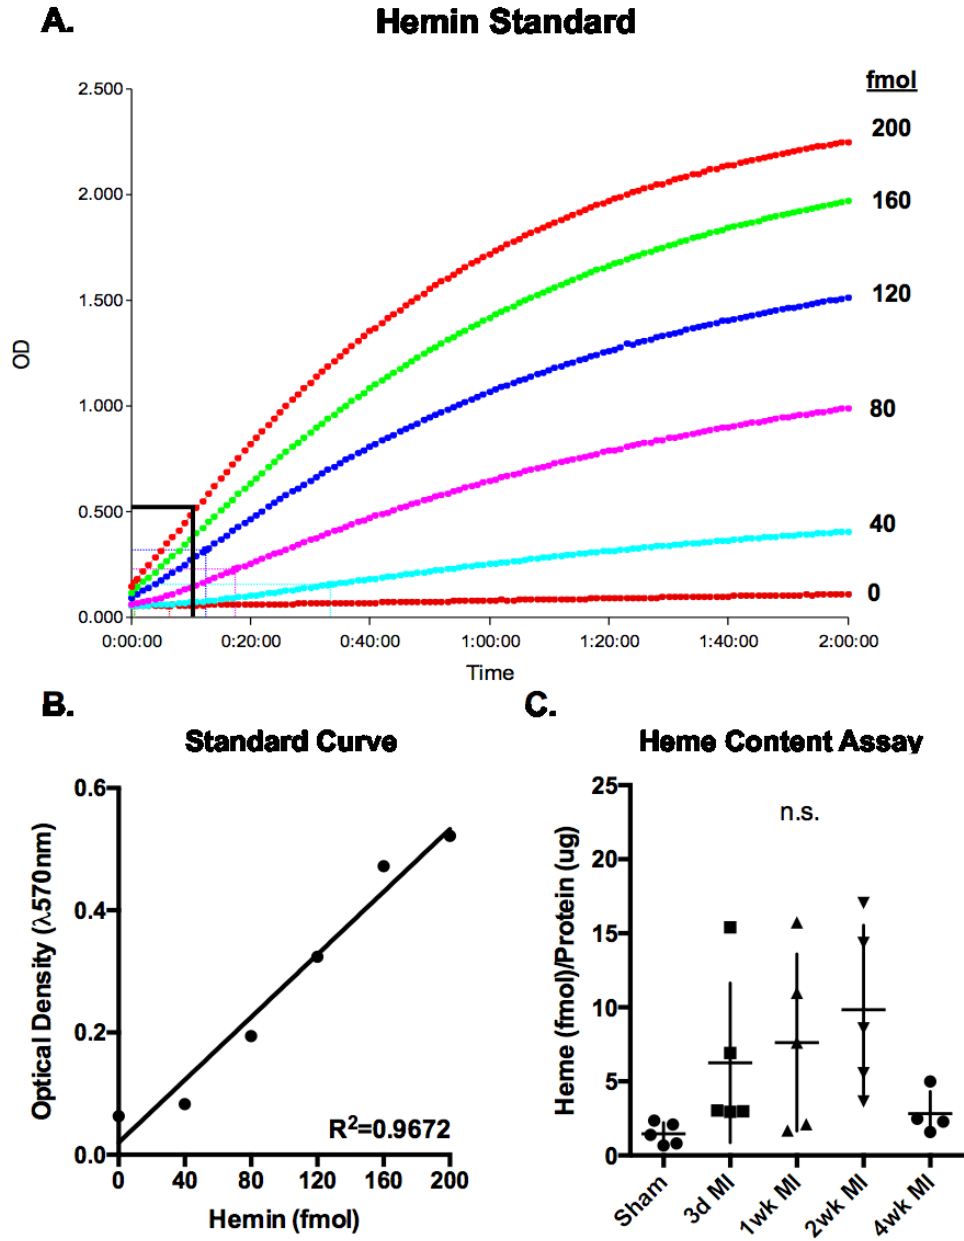 A.
Hemin Standard
fmol
2.500
200
2.000
160
1.500
120
OD
1.000
80
0.500
40
0
0.000
0:00:00 0:20:00 0:40:00 1:00:00 1:20:00 1:40:00 2:00:00
Time
B.
Standard Curve
0.6
0.4
0.2
0.0
Optical Density (λ570nm)
R²=0.9672
0 40 80 120 160 200
Hemin (fmol)
C.
Heme Content Assay
25
20
15
10
5
0
Heme (fmol)/Protein (ug)
n.s.
Sham 3d MI 1wk MI 2wk MI 4wk MI